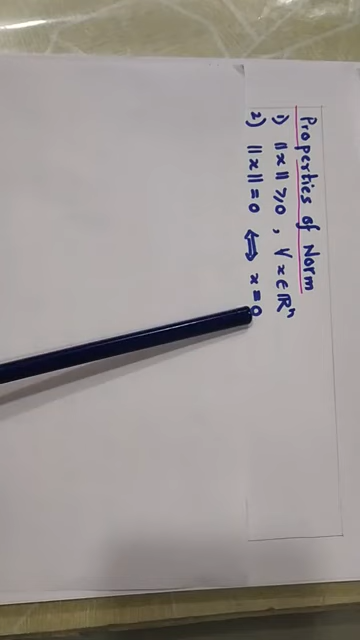 Properties of Norm
1) ||x|| ≥ 0 , ∀ x ∈ ℝⁿ
2) ||x|| = 0 ⟺ x = 0